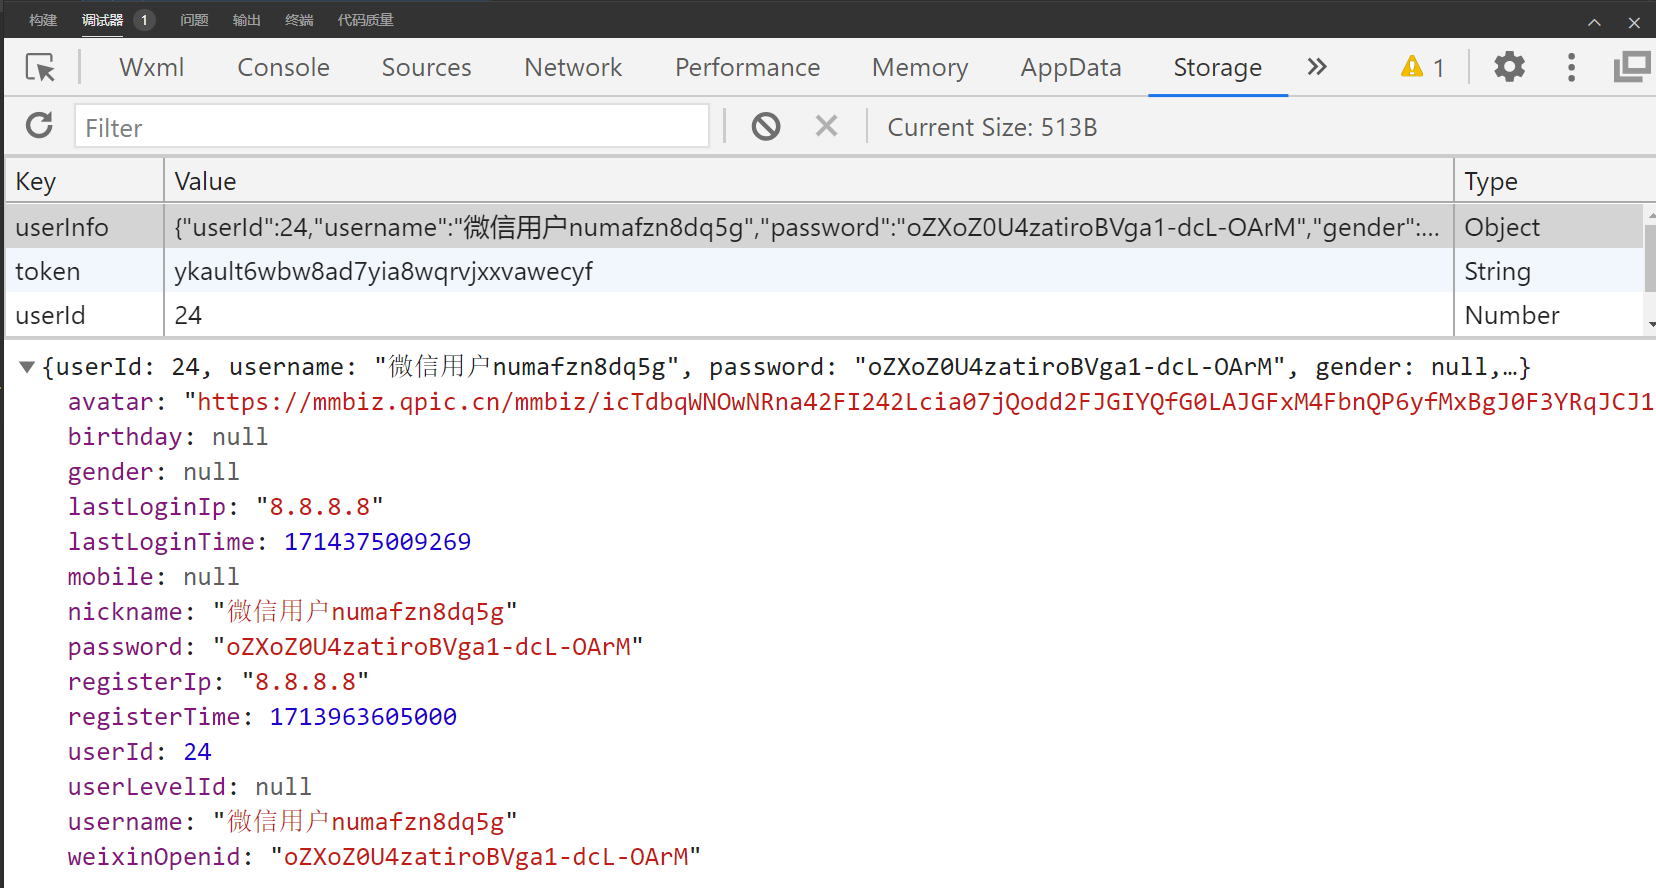 构建 调试器 1 问题 输出 终端 代码质量
Wxml Console Sources Network Performance Memory AppData Storage 1
Filter Current Size: 513B
Key Value Type
userInfo {"userId":24,"username":"微信用户numafzn8dq5g","password":"oZXoZ0U4zatiroBVga1-dcL-OArM","gender":... Object
token ykault6wbw8ad7yia8wqrvjxxvawecyf String
userId 24 Number
{userId: 24, username: "微信用户numafzn8dq5g", password: "oZXoZ0U4zatiroBVga1-dcL-OArM", gender: null,…}
avatar: "https://mmbiz.qpic.cn/mmbiz/icTdbqWNOwNRna42FI242Lcia07jQodd2FJGIYQfG0LAJGFxM4FbnQP6yfMxBgJ0F3YRqJCJ1
birthday: null
gender: null
lastLoginIp: "8.8.8.8"
lastLoginTime: 1714375009269
mobile: null
nickname: "微信用户numafzn8dq5g"
password: "oZXoZ0U4zatiroBVga1-dcL-OArM"
registerIp: "8.8.8.8"
registerTime: 1713963605000
userId: 24
userLevelId: null
username: "微信用户numafzn8dq5g"
weixinOpenid: "oZXoZ0U4zatiroBVga1-dcL-OArM"